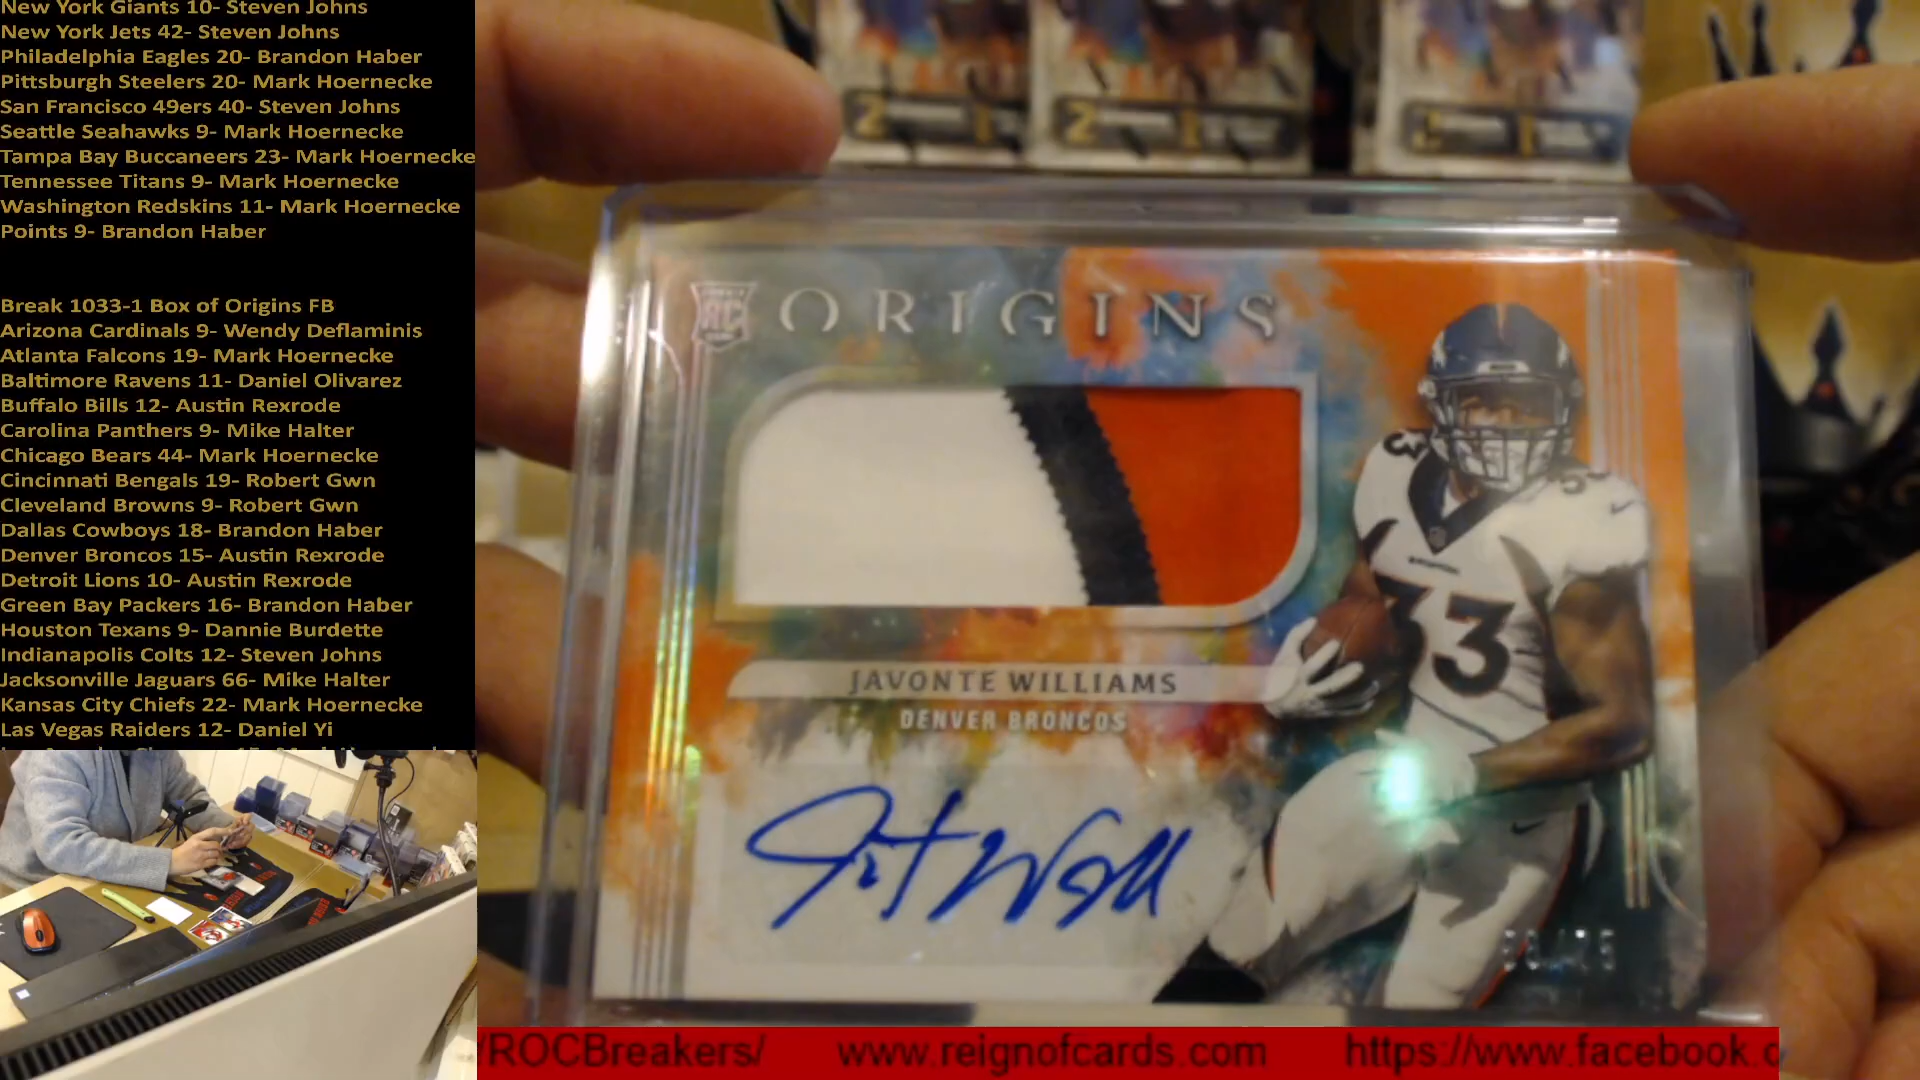 New York Giants 10- Steven Johns
New York Jets 42- Steven Johns
Philadelphia Eagles 20- Brandon Haber
Pittsburgh Steelers 20- Mark Hoernecke
San Francisco 49ers 40- Steven Johns
Seattle Seahawks 9- Mark Hoernecke
Tampa Bay Buccaneers 23- Mark Hoernecke
Tennessee Titans 9- Mark Hoernecke
Washington Redskins 11- Mark Hoernecke
Points 9- Brandon Haber
Break 1033-1 Box of Origins FB
Arizona Cardinals 9- Wendy Deflaminis
Atlanta Falcons 19- Mark Hoernecke
Baltimore Ravens 11- Daniel Olivarez
Buffalo Bills 12- Austin Rexrode
Carolina Panthers 9- Mike Halter
Chicago Bears 44- Mark Hoernecke
Cincinnati Bengals 19- Robert Gwn
Cleveland Browns 9- Robert Gwn
Dallas Cowboys 18- Brandon Haber
Denver Broncos 15- Austin Rexrode
Detroit Lions 10- Austin Rexrode
Green Bay Packers 16- Brandon Haber
Houston Texans 9- Dannie Burdette
Indianapolis Colts 12- Steven Johns
Jacksonville Jaguars 66- Mike Halter
Kansas City Chiefs 22- Mark Hoernecke
Las Vegas Raiders 12- Daniel Yi
2 1
2 1
RC
ORIGINS
JAVONTE WILLIAMS
DENVER BRONCOS
33
/ROCBreakers/ www.reignofcards.com https://www.facebook.c